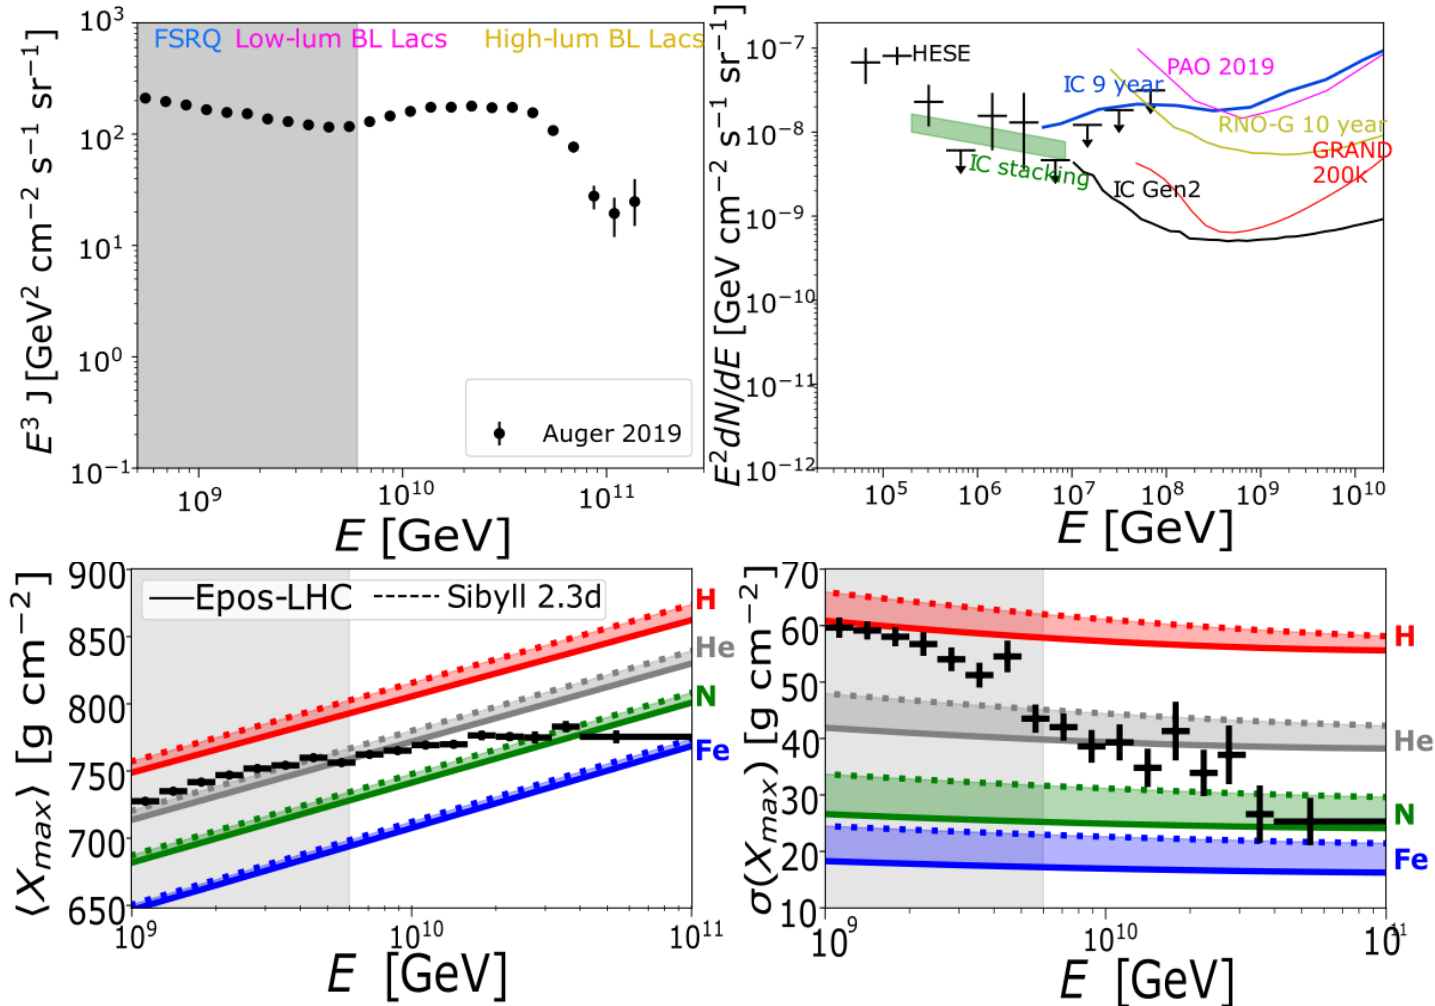 FSRQ Low-lum BL Lacs High-lum BL Lacs
10³
10²
10¹
10⁰
10⁻¹
E³ J [GeV² cm⁻² s⁻¹ sr⁻¹]
Auger 2019
10⁹ 10¹⁰ 10¹¹
E [GeV]
10⁻⁷
10⁻⁸
10⁻⁹
10⁻¹⁰
10⁻¹¹
10⁻¹²
E²dN/dE [GeV cm⁻² s⁻¹ sr⁻¹]
HESE
PAO 2019
IC 9 year
RNO-G 10 year
GRAND
200k
IC stacking
IC Gen2
10⁵ 10⁶ 10⁷ 10⁸ 10⁹ 10¹⁰
E [GeV]
900
850
800
750
700
650
⟨Xₘₐₓ⟩ [g cm⁻²]
Epos-LHC Sibyll 2.3d
H
He
N
Fe
10⁹ 10¹⁰ 10¹¹
E [GeV]
70
60
50
40
30
20
10
σ(Xₘₐₓ) [g cm⁻²]
H
He
N
Fe
10⁹ 10¹⁰ 10¹¹
E [GeV]